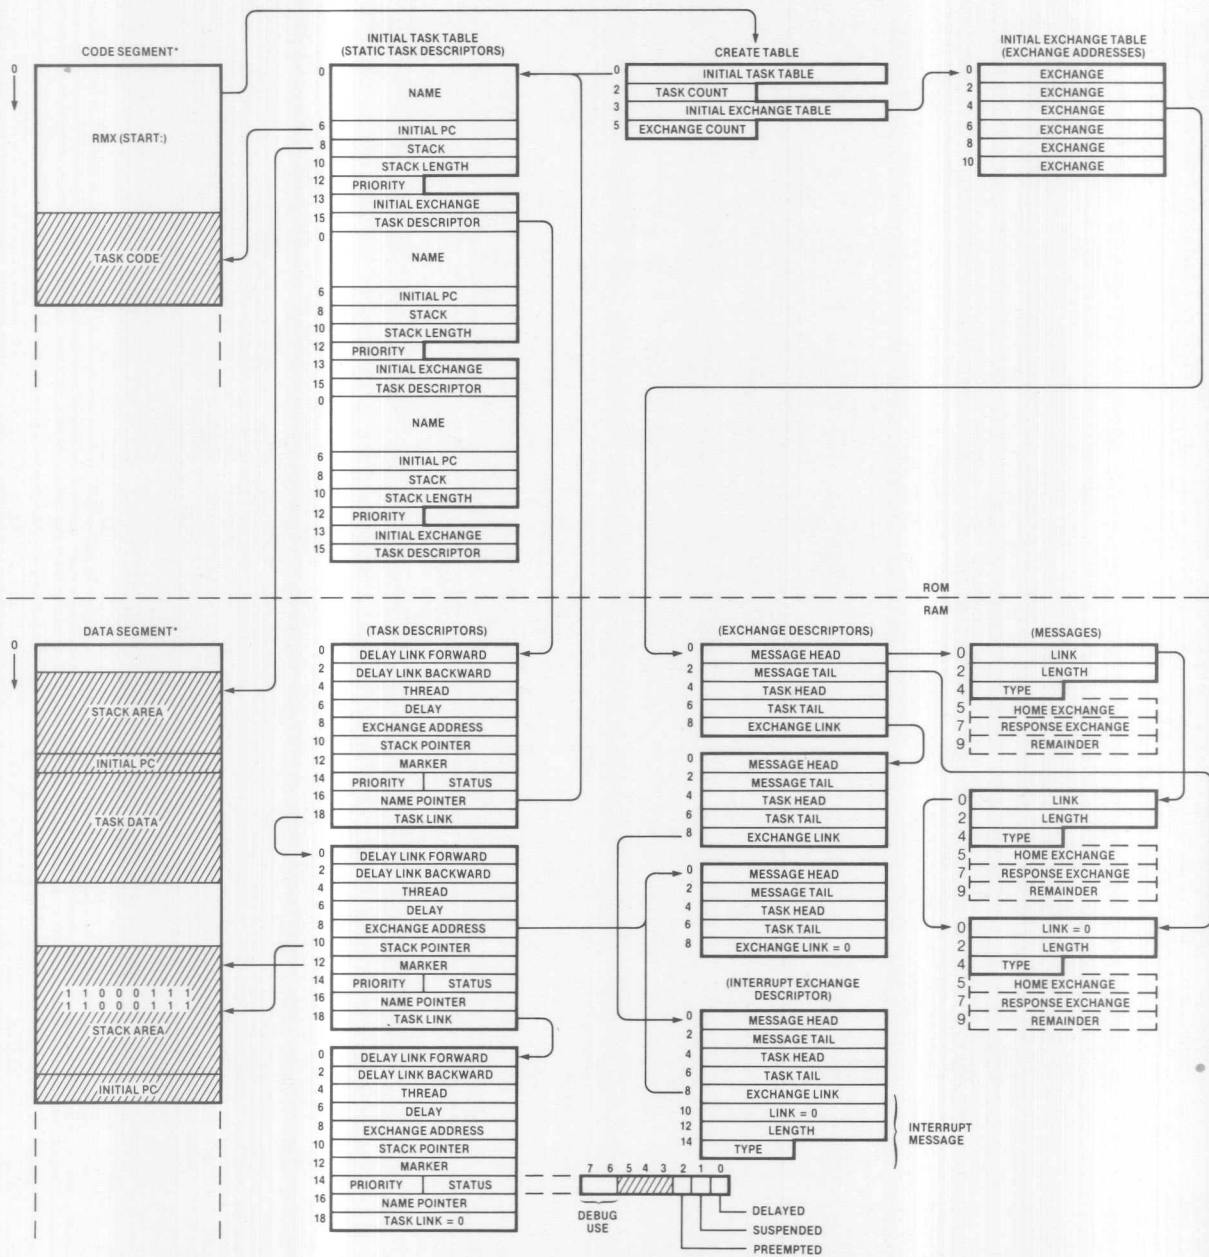 CODE SEGMENT*
0
RMX (START:)
TASK CODE
INITIAL TASK TABLE
(STATIC TASK DESCRIPTORS)
0
NAME
6 INITIAL PC
8 STACK
10 STACK LENGTH
12 PRIORITY
13 INITIAL EXCHANGE
15 TASK DESCRIPTOR
0
NAME
6 INITIAL PC
8 STACK
10 STACK LENGTH
12 PRIORITY
13 INITIAL EXCHANGE
15 TASK DESCRIPTOR
0
NAME
6 INITIAL PC
8 STACK
10 STACK LENGTH
12 PRIORITY
13 INITIAL EXCHANGE
15 TASK DESCRIPTOR
CREATE TABLE
0 INITIAL TASK TABLE
2 TASK COUNT
3 INITIAL EXCHANGE TABLE
5 EXCHANGE COUNT
INITIAL EXCHANGE TABLE
(EXCHANGE ADDRESSES)
0 EXCHANGE
2 EXCHANGE
4 EXCHANGE
6 EXCHANGE
8 EXCHANGE
10 EXCHANGE
ROM
RAM
DATA SEGMENT*
0
STACK AREA
INITIAL PC
TASK DATA
1 1 0 0 0 1 1 1
1 1 0 0 0 1 1 1
STACK AREA
INITIAL PC
(TASK DESCRIPTORS)
0 DELAY LINK FORWARD
2 DELAY LINK BACKWARD
4 THREAD
6 DELAY
8 EXCHANGE ADDRESS
10 STACK POINTER
12 MARKER
14 PRIORITY STATUS
16 NAME POINTER
18 TASK LINK
0 DELAY LINK FORWARD
2 DELAY LINK BACKWARD
4 THREAD
6 DELAY
8 EXCHANGE ADDRESS
10 STACK POINTER
12 MARKER
14 PRIORITY STATUS
16 NAME POINTER
18 TASK LINK
0 DELAY LINK FORWARD
2 DELAY LINK BACKWARD
4 THREAD
6 DELAY
8 EXCHANGE ADDRESS
10 STACK POINTER
12 MARKER
14 PRIORITY STATUS
16 NAME POINTER
18 TASK LINK = 0
7 6 5 4 3 2 1 0
DEBUG
USE
DELAYED
SUSPENDED
PREEMPTED
(EXCHANGE DESCRIPTORS)
0 MESSAGE HEAD
2 MESSAGE TAIL
4 TASK HEAD
6 TASK TAIL
8 EXCHANGE LINK
0 MESSAGE HEAD
2 MESSAGE TAIL
4 TASK HEAD
6 TASK TAIL
8 EXCHANGE LINK
0 MESSAGE HEAD
2 MESSAGE TAIL
4 TASK HEAD
6 TASK TAIL
8 EXCHANGE LINK = 0
(INTERRUPT EXCHANGE
DESCRIPTOR)
0 MESSAGE HEAD
2 MESSAGE TAIL
4 TASK HEAD
6 TASK TAIL
8 EXCHANGE LINK
10 LINK = 0
12 LENGTH
14 TYPE
INTERRUPT
MESSAGE
(MESSAGES)
0 LINK
2 LENGTH
4 TYPE
5 HOME EXCHANGE
7 RESPONSE EXCHANGE
9 REMAINDER
0 LINK
2 LENGTH
4 TYPE
5 HOME EXCHANGE
7 RESPONSE EXCHANGE
9 REMAINDER
0 LINK = 0
2 LENGTH
4 TYPE
5 HOME EXCHANGE
7 RESPONSE EXCHANGE
9 REMAINDER